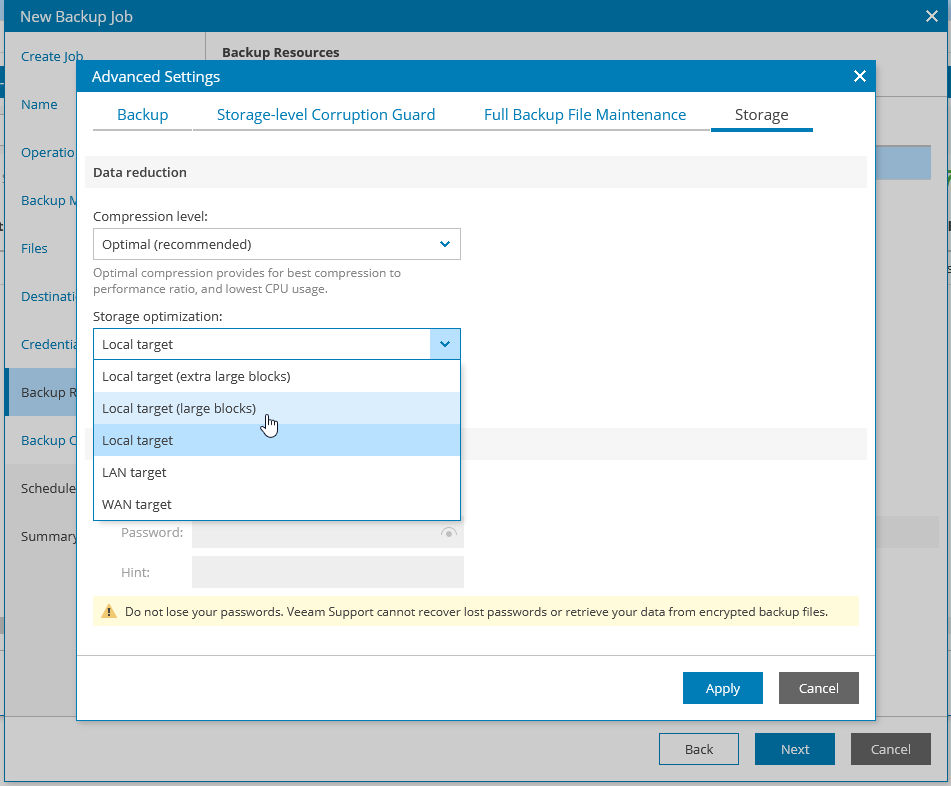 New Backup Job
Create Job
Backup Resources
Advanced Settings
Name
Backup
Storage-level Corruption Guard
Full Backup File Maintenance
Storage
Operatio
Data reduction
Backup M
Compression level:
Optimal (recommended)
Files
Optimal compression provides for best compression to
performance ratio, and lowest CPU usage.
Destinati
Storage optimization:
Credentia
Local target
Local target (extra large blocks)
Backup R
Local target (large blocks)
Backup C
Local target
LAN target
Schedule
WAN target
Summary
Password:
Hint:
Do not lose your passwords. Veeam Support cannot recover lost passwords or retrieve your data from encrypted backup files.
Apply
Cancel
Back
Next
Cancel